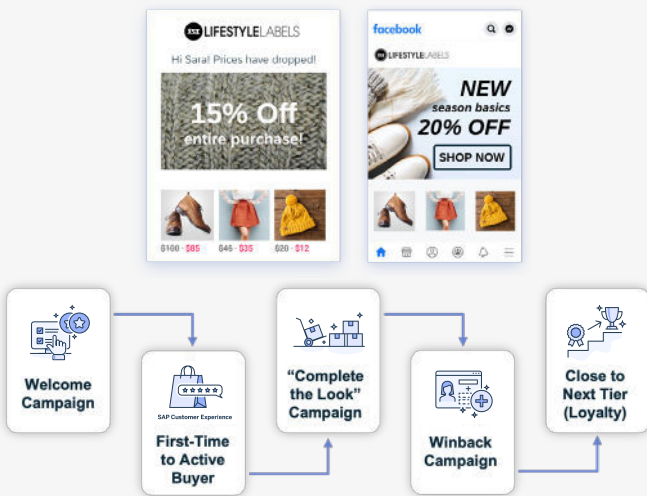 LIFESTYLELABELS
Hi Sara! Prices have dropped!
15% Off
entire purchase!
$100 - $85
$45 - $35
$20 - $12
facebook
LIFESTYLELABELS
NEW
season basics
20% OFF
SHOP NOW
Welcome
Campaign
SAP Customer Experience
First-Time
to Active
Buyer
“Complete
the Look”
Campaign
Winback
Campaign
Close to
Next Tier
(Loyalty)